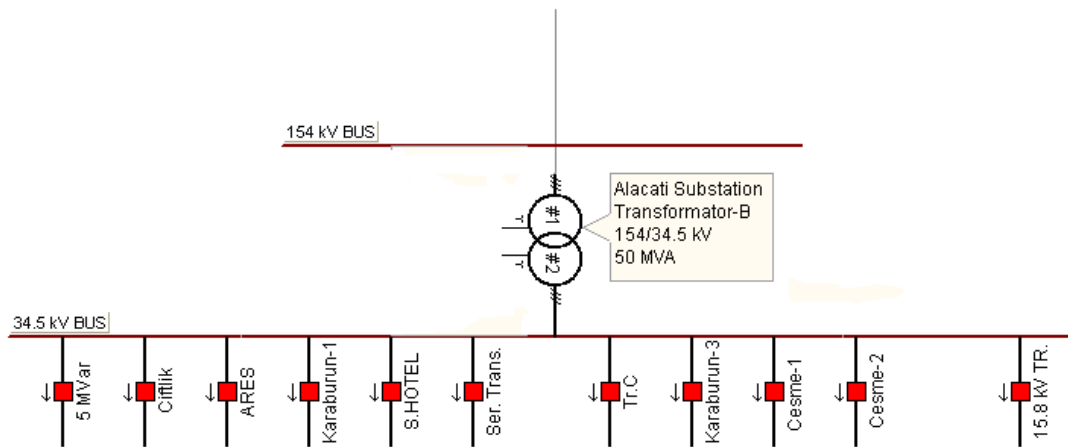 154 kV BUS
Alacati Substation
Transformator-B
154/34.5 kV
50 MVA
#1
#2
34.5 kV BUS
5 MVar
Ciftlik
ARES
Karaburun-1
S.HOTEL
Ser. Trans.
Tr.C
Karaburun-3
Cesme-1
Cesme-2
15.8 kV TR.